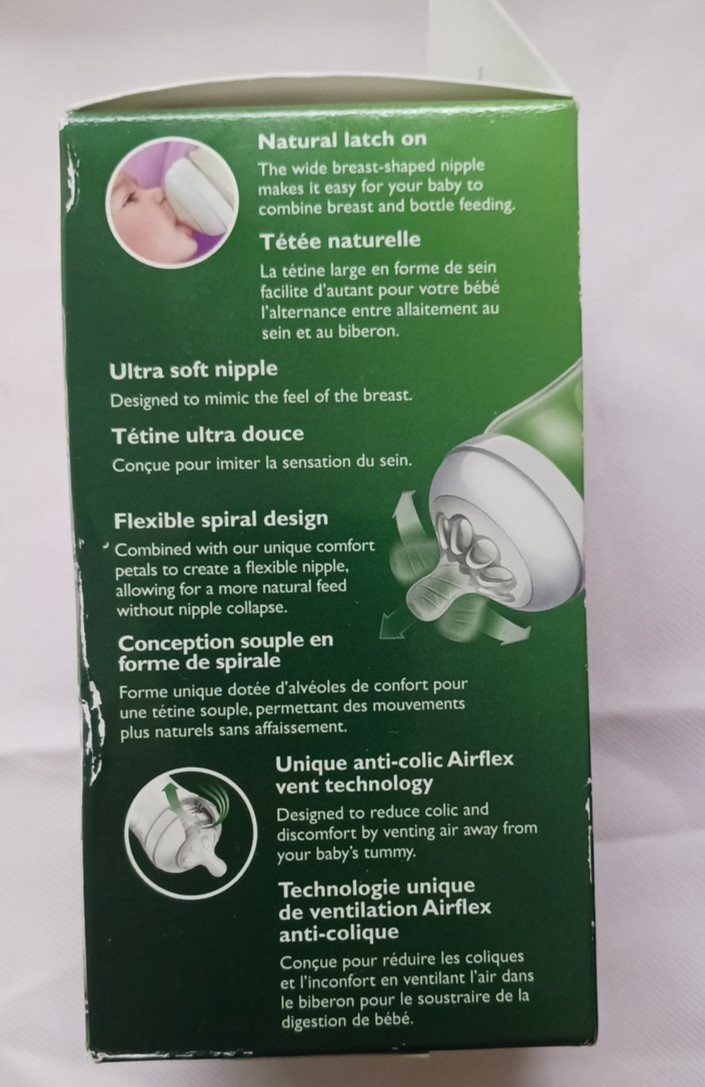 Natural latch on
The wide breast-shaped nipple
makes it easy for your baby to
combine breast and bottle feeding.
Tétée naturelle
La tétine large en forme de sein
facilite d'autant pour votre bébé
l'alternance entre allaitement au
sein et au biberon.
Ultra soft nipple
Designed to mimic the feel of the breast.
Tétine ultra douce
Conçue pour imiter la sensation du sein.
Flexible spiral design
Combined with our unique comfort
petals to create a flexible nipple,
allowing for a more natural feed
without nipple collapse.
Conception souple en
forme de spirale
Forme unique dotée d'alvéoles de confort pour
une tétine souple, permettant des mouvements
plus naturels sans affaissement.
Unique anti-colic Airflex
vent technology
Designed to reduce colic and
discomfort by venting air away from
your baby's tummy.
Technologie unique
de ventilation Airflex
anti-colique
Conçue pour réduire les coliques
et l'inconfort en ventilant l'air dans
le biberon pour le soustraire de la
digestion de bébé.